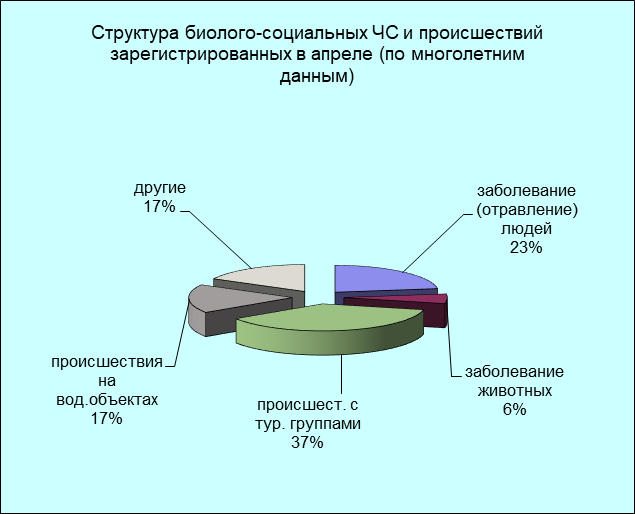 Структура биолого-социальных ЧС и происшествий
зарегистрированных в апреле (по многолетним
данным)
другие
17%
заболевание
(отравление)
людей
23%
происшествия
на
вод.объектах
17%
происшест. с
тур. группами
37%
заболевание
животных
6%